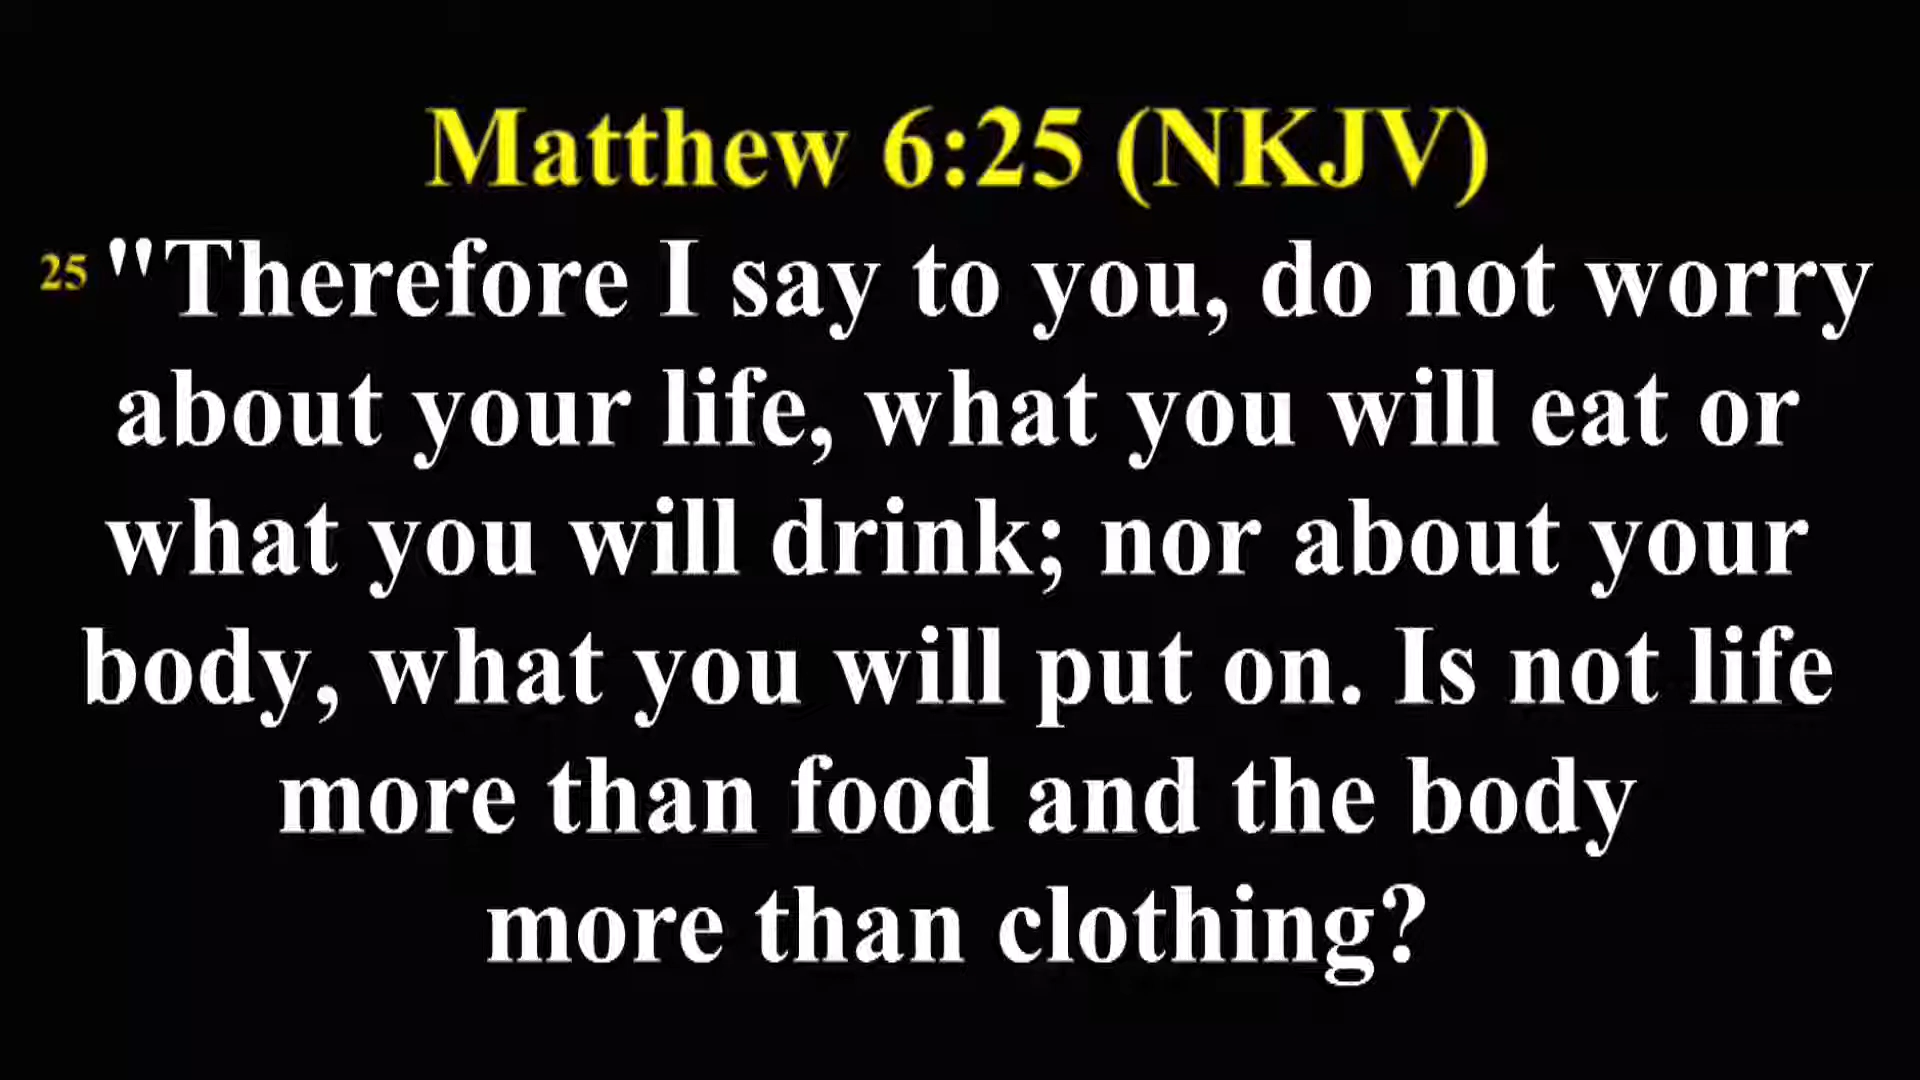 Matthew 6:25 (NKJV)
25 "Therefore I say to you, do not worry
about your life, what you will eat or
what you will drink; nor about your
body, what you will put on. Is not life
more than food and the body
more than clothing?